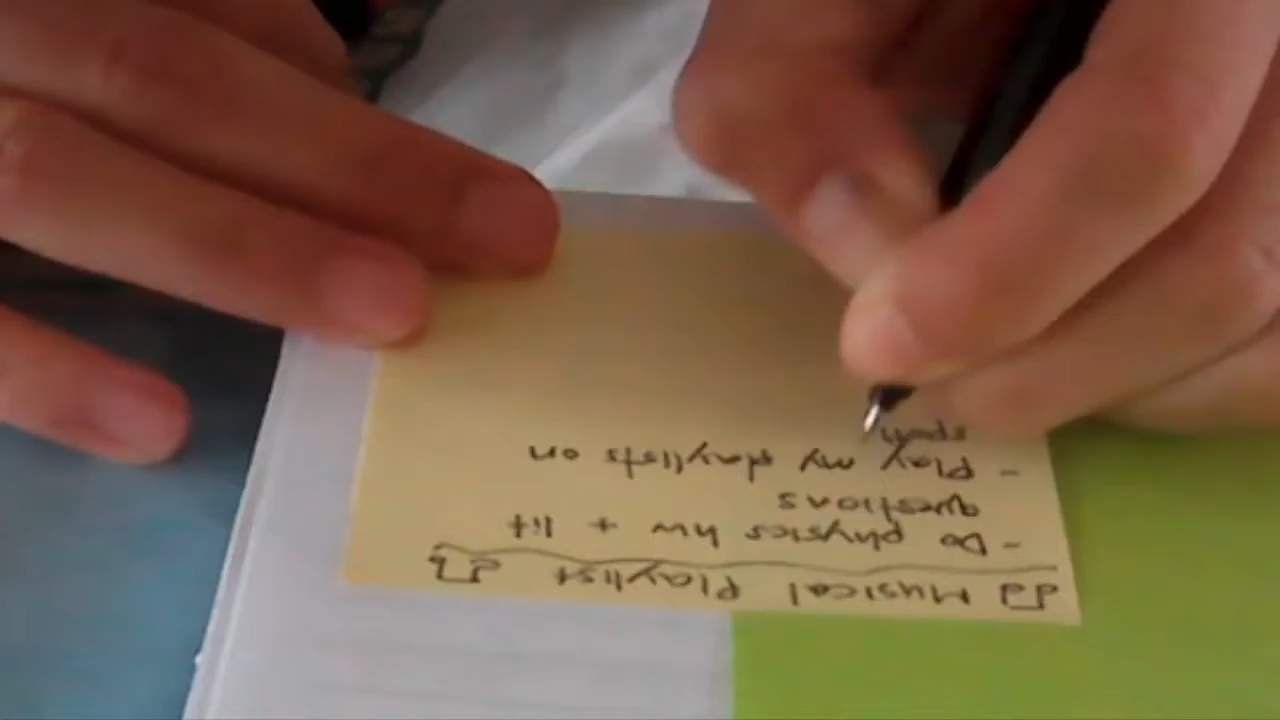 ♫ Musical Playlist ♫
- Do physics hw + lit
questions
- Play my playlists on